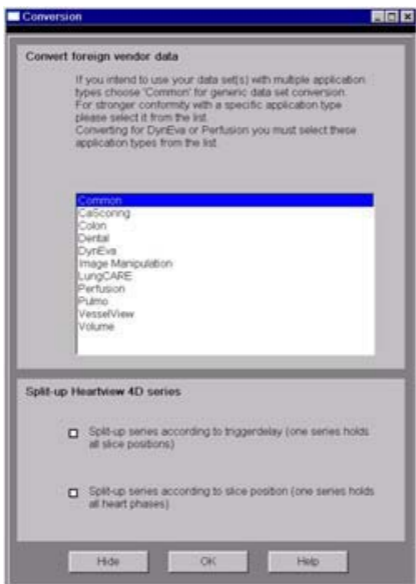 Conversion
Convert foreign vendor data
If you intend to use your data set(s) with multiple application
types choose 'Common' for generic data set conversion.
For stronger conformity with a specific application type
please select it from the list.
Converting for DynEva or Perfusion you must select these
application types from the list.
Common
CaScoring
Colon
Dental
DynEva
Image Manipulation
LungCARE
Perfusion
Pulmo
VesselView
Volume
Split-up Heartview 4D series
Split-up series according to triggerdelay (one series holds
all slice positions)
Split-up series according to slice position (one series holds
all heart phases)
Hide
OK
Help